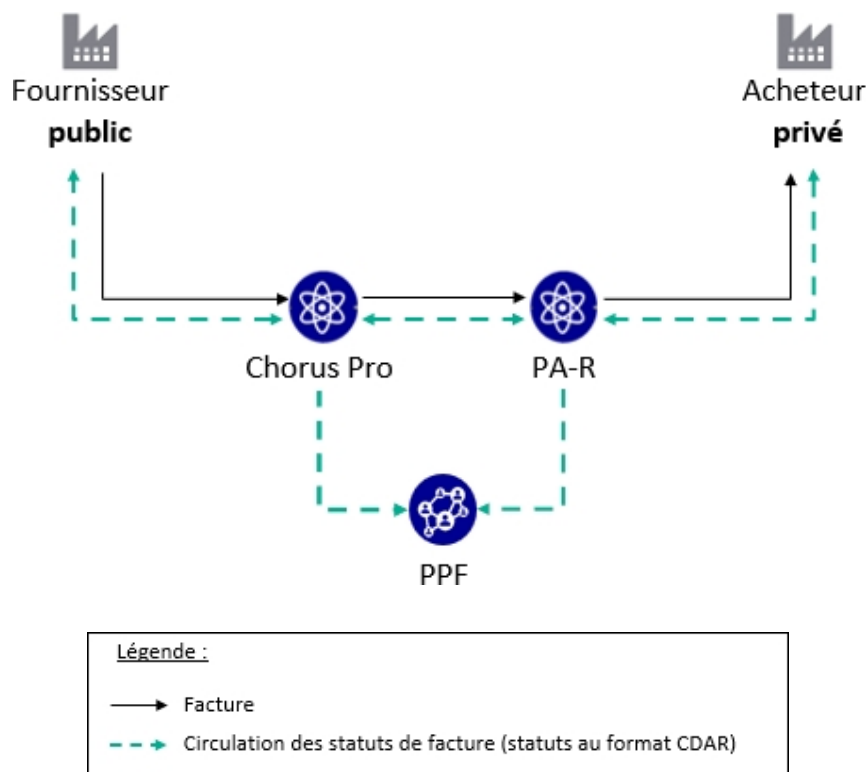 Fournisseur
public
Acheteur
privé
Chorus Pro
PA-R
PPF
Légende :
Facture
Circulation des statuts de facture (statuts au format CDAR)